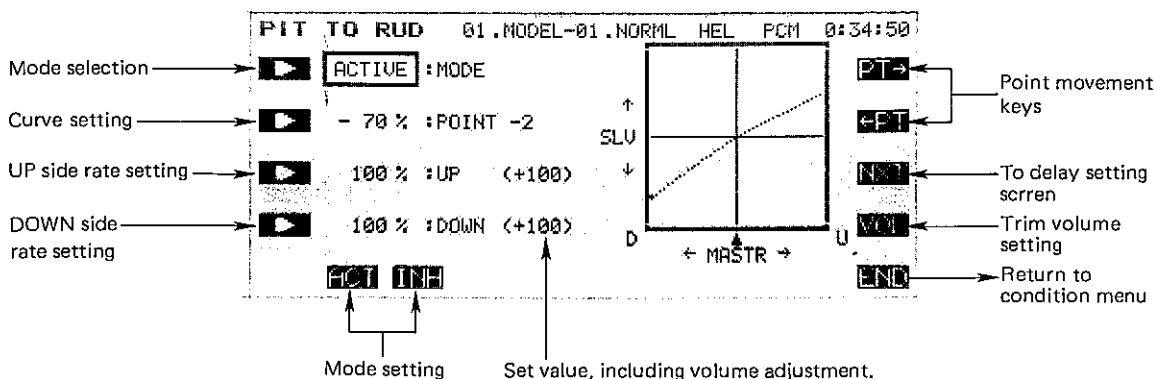 PIT TO RUD 01.MODEL-01.NORML HEL PCM 0:34:50
Mode selection
ACTIVE :MODE
PT→
Point movement
keys
Curve setting
- 70 % :POINT -2
↑
SLV
↓
←PT
UP side rate setting
100 % :UP (+100)
NXT
To delay setting
scrren
DOWN side
rate setting
100 % :DOWN (+100)
D
← MASTR →
U
VOL
Trim volume
setting
ACT INH
END
Return to
condition menu
Mode setting
Set value, including volume adjustment.